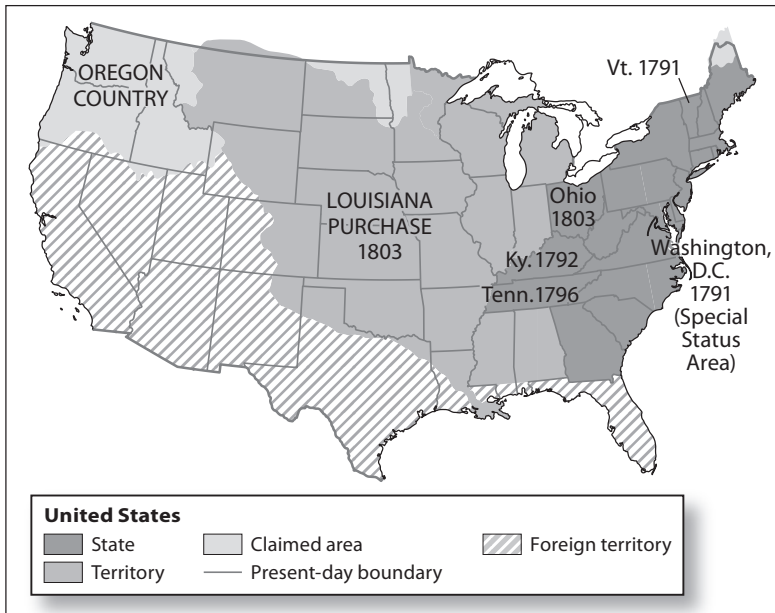 OREGON
COUNTRY
Vt. 1791
LOUISIANA
PURCHASE
1803
Ohio
1803
Ky. 1792
Tenn. 1796
Washington,
D.C.
1791
(Special
Status
Area)
United States
State
Claimed area
Foreign territory
Territory
Present-day boundary